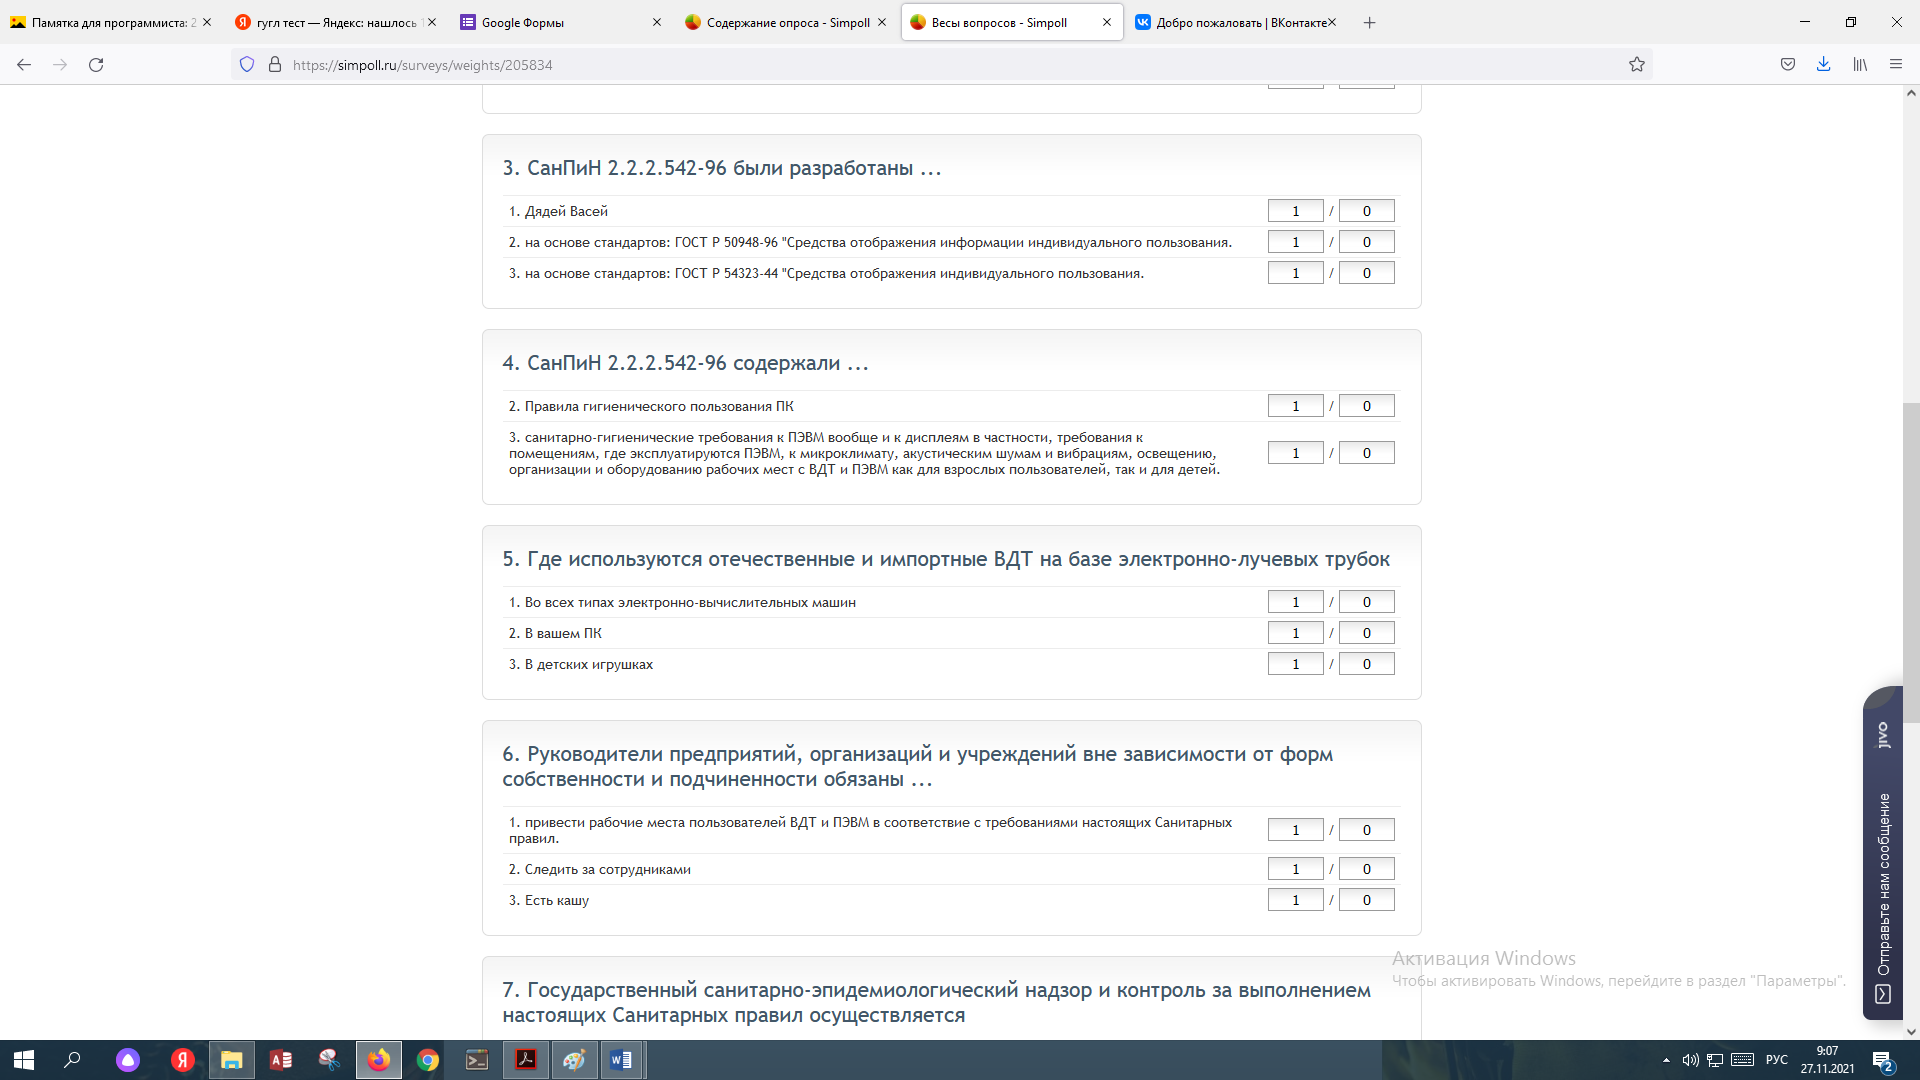 Памятка для программиста: 2
гугл тест — Яндекс: нашлось 1
Google Формы
Содержание опроса - Simpoll
Весы вопросов - Simpoll
Добро пожаловать | ВКонтакте
https://simpoll.ru/surveys/weights/205834
3. СанПиН 2.2.2.542-96 были разработаны ...
1. Дядей Васей 1 / 0
2. на основе стандартов: ГОСТ Р 50948-96 "Средства отображения информации индивидуального пользования. 1 / 0
3. на основе стандартов: ГОСТ Р 54323-44 "Средства отображения индивидуального пользования. 1 / 0
4. СанПиН 2.2.2.542-96 содержали ...
2. Правила гигиенического пользования ПК 1 / 0
3. санитарно-гигиенические требования к ПЭВМ вообще и к дисплеям в частности, требования к
помещениям, где эксплуатируются ПЭВМ, к микроклимату, акустическим шумам и вибрациям, освещению, 1 / 0
организации и оборудованию рабочих мест с ВДТ и ПЭВМ как для взрослых пользователей, так и для детей.
5. Где используются отечественные и импортные ВДТ на базе электронно-лучевых трубок
1. Во всех типах электронно-вычислительных машин 1 / 0
2. В вашем ПК 1 / 0
3. В детских игрушках 1 / 0
6. Руководители предприятий, организаций и учреждений вне зависимости от форм
собственности и подчиненности обязаны ...
1. привести рабочие места пользователей ВДТ и ПЭВМ в соответствие с требованиями настоящих Санитарных 1 / 0
правил.
2. Следить за сотрудниками 1 / 0
3. Есть кашу 1 / 0
7. Государственный санитарно-эпидемиологический надзор и контроль за выполнением
настоящих Санитарных правил осуществляется
jivo
Отправьте нам сообщение
Активация Windows
Чтобы активировать Windows, перейдите в раздел "Параметры".
РУС
9:07
27.11.2021
2